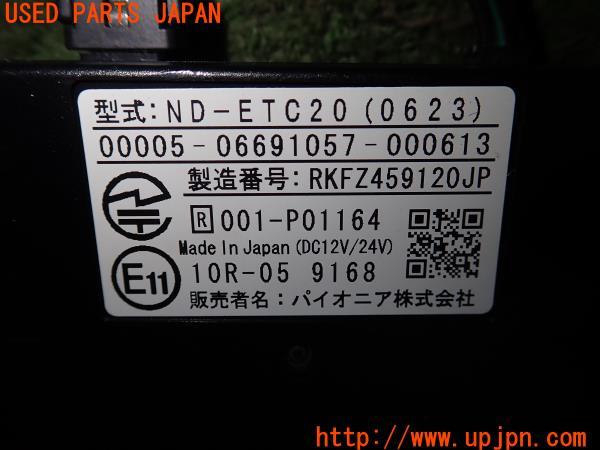 USED PARTS JAPAN
型式:ND-ETC20(0623)
00005-06691057-000613
製造番号:RKFZ459120JP
R 001-P01164
Made In Japan (DC12V/24V)
E11 10R-05 9168
販売者名:パイオニア株式会社
http://www.upjpn.com/